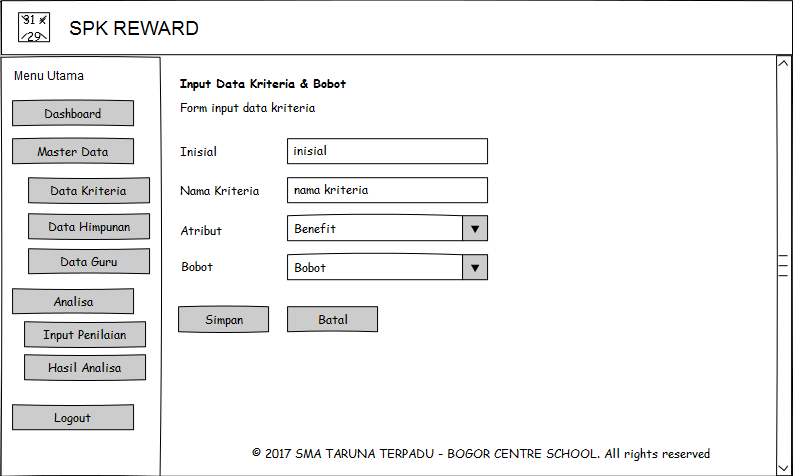 31
29
SPK REWARD
Menu Utama
Dashboard
Master Data
Data Kriteria
Data Himpunan
Data Guru
Analisa
Input Penilaian
Hasil Analisa
Logout
Input Data Kriteria & Bobot
Form input data kriteria
Inisial inisial
Nama Kriteria nama kriteria
Atribut Benefit
Bobot Bobot
Simpan Batal
© 2017 SMA TARUNA TERPADU - BOGOR CENTRE SCHOOL. All rights reserved